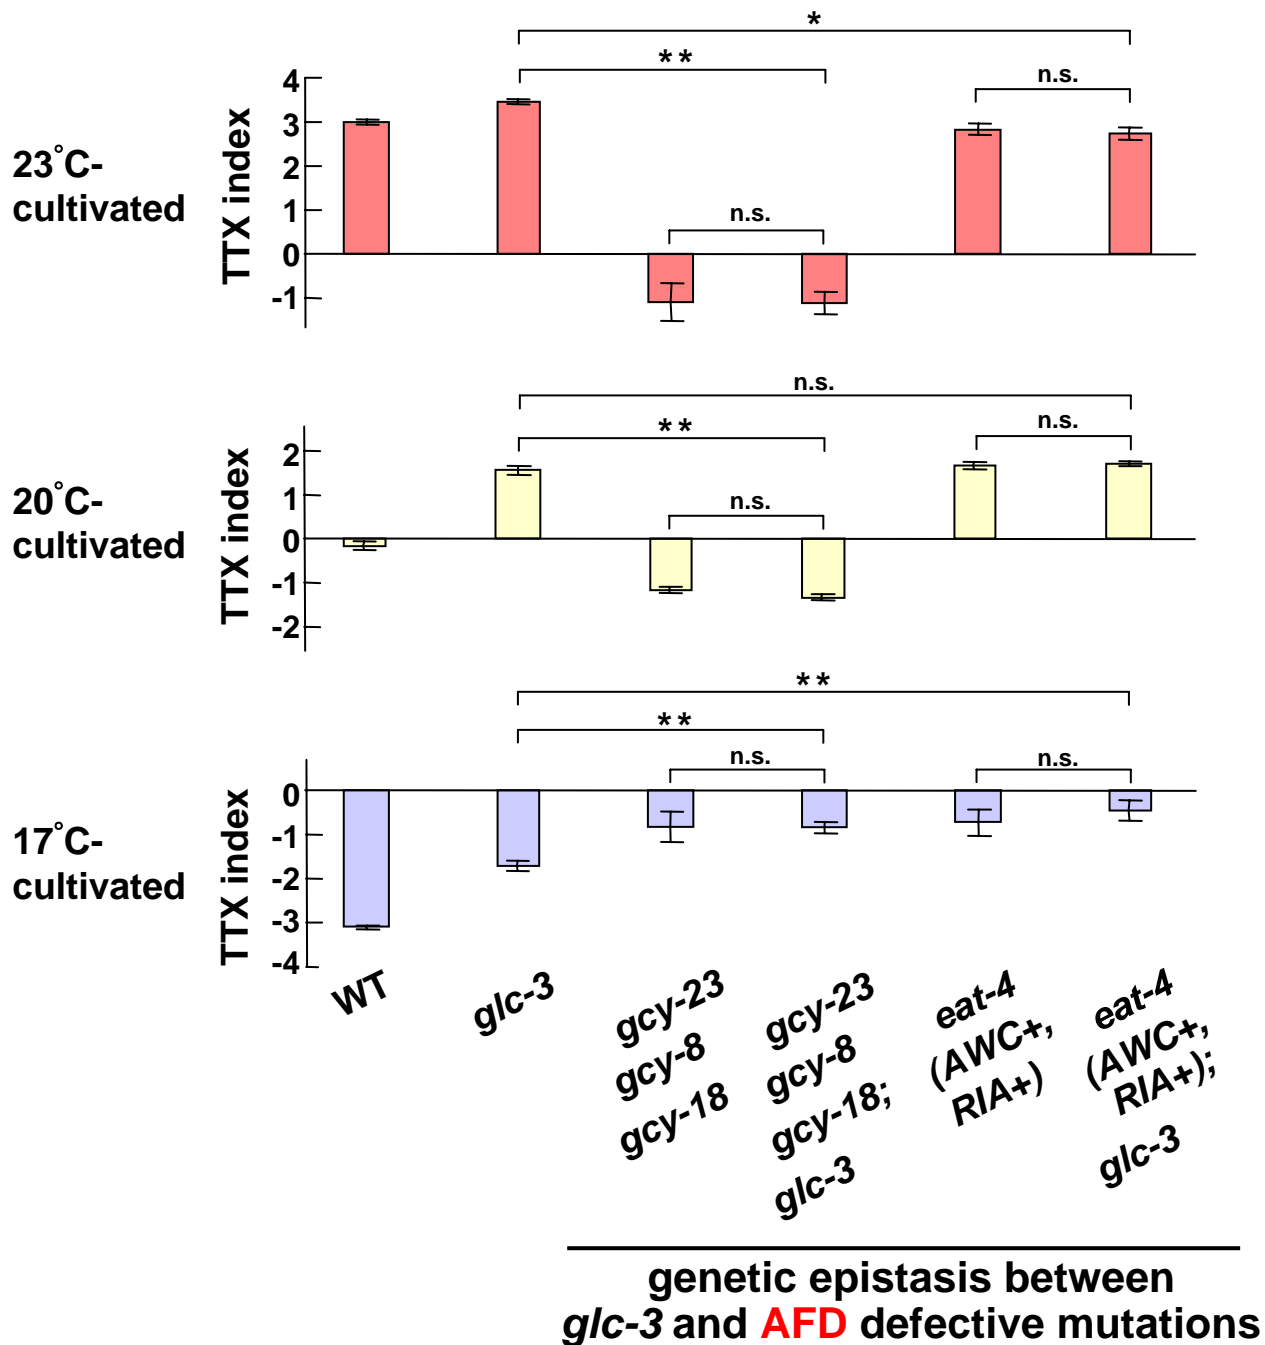 *
**
n.s.
4
3
2
1
0
-1
23°C-
cultivated
TTX index
n.s.
n.s.
**
n.s.
n.s.
2
1
0
-1
-2
20°C-
cultivated
TTX index
**
**
n.s.
n.s.
0
-1
-2
-3
-4
17°C-
cultivated
TTX index
WT
glc-3
gcy-23
gcy-8
gcy-18
gcy-23
gcy-8
gcy-18;
glc-3
eat-4
(AWC+,
RIA+)
eat-4
(AWC+,
RIA+);
glc-3
genetic epistasis between
glc-3 and AFD defective mutations